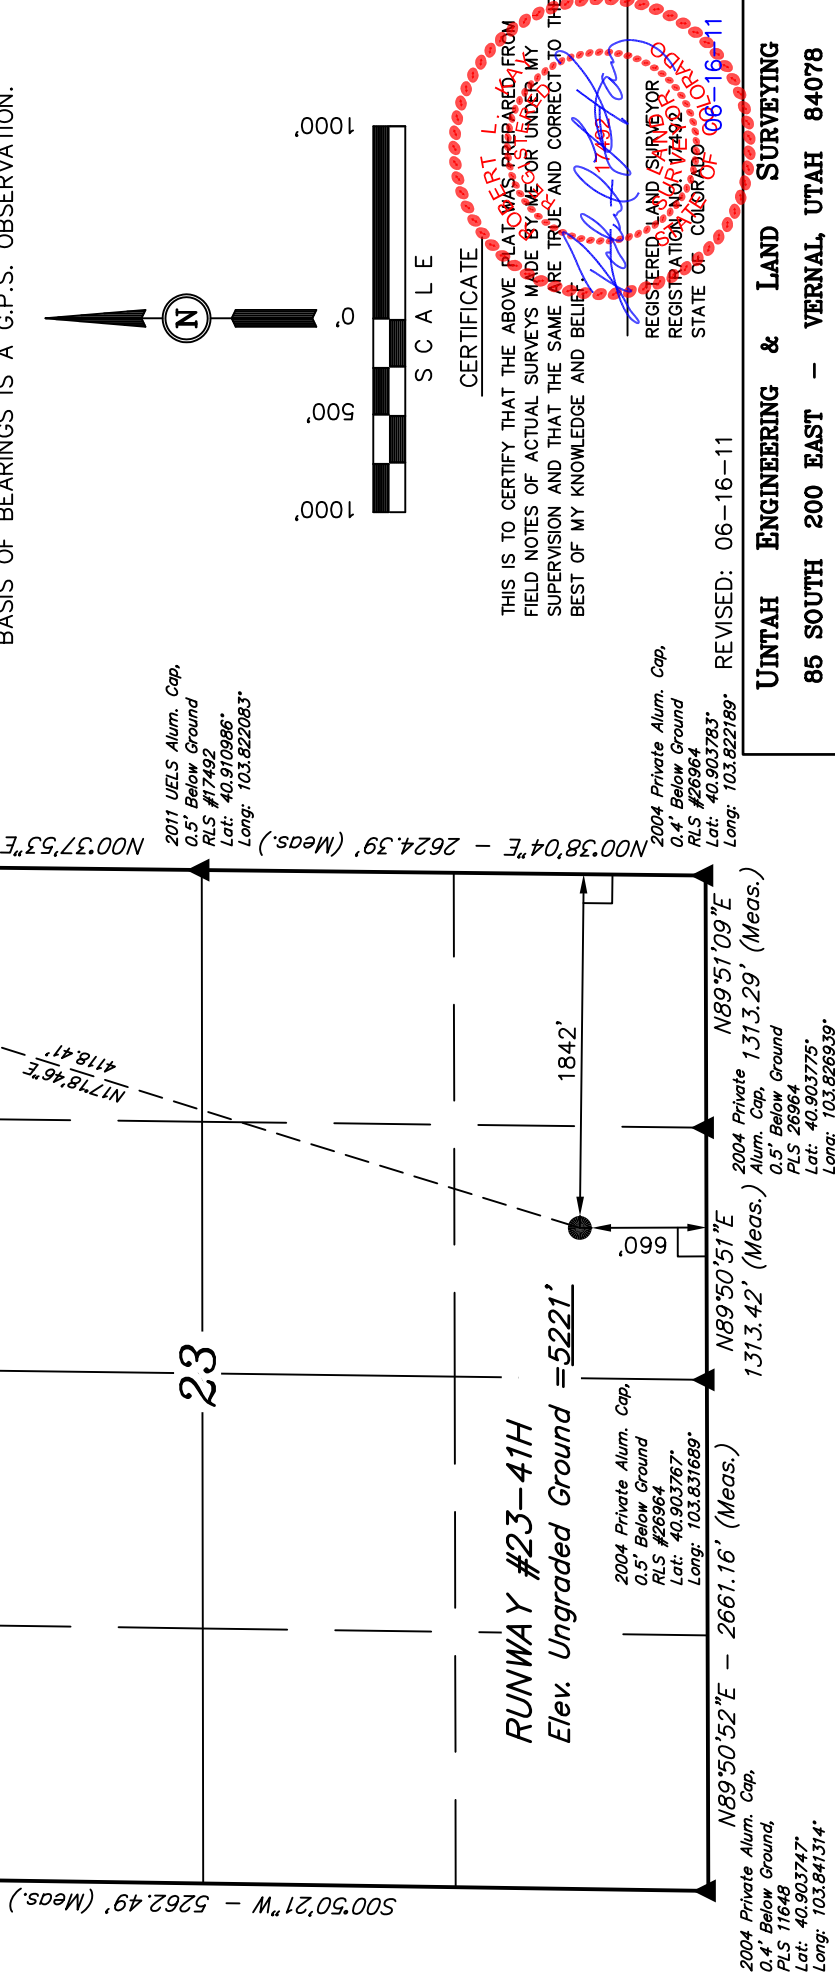 BASIS OF BEARINGS IS A G.P.S. OBSERVATION.
N
1000'
500'
0'
1000'
SCALE
CERTIFICATE
THIS IS TO CERTIFY THAT THE ABOVE PLAT WAS PREPARED FROM
FIELD NOTES OF ACTUAL SURVEYS MADE BY ME OR UNDER MY
SUPERVISION AND THAT THE SAME ARE TRUE AND CORRECT TO THE
BEST OF MY KNOWLEDGE AND BELIEF.
REGISTERED LAND SURVEYOR
REGISTRATION NO. 17492
STATE OF COLORADO
06-16-11
ROBERT L. KAY
REGISTERED
17492
LAND
SURVEYOR
STATE OF COLORADO
REVISED: 06-16-11
UINTAH ENGINEERING & LAND SURVEYING
85 SOUTH 200 EAST - VERNAL, UTAH 84078
N00°37'53"E
2011 UELS Alum. Cap,
0.5' Below Ground
RLS #17492
Lat: 40.910986°
Long: 103.822083°
N00°38'04"E - 2624.39' (Meas.)
2004 Private Alum. Cap,
0.4' Below Ground
RLS #26964
Lat: 40.903783°
Long: 103.822189°
N17°18'46"E
4118.41'
1842'
660'
23
RUNWAY #23-41H
Elev. Ungraded Ground =5221'
N89°51'09"E
1313.29' (Meas.)
2004 Private
Alum. Cap,
0.5' Below Ground
PLS 26964
Lat: 40.903775°
Long: 103.826939°
N89°50'51"E
1313.42' (Meas.)
2004 Private Alum. Cap,
0.5' Below Ground
RLS #26964
Lat: 40.903767°
Long: 103.831689°
N89°50'52"E - 2661.16' (Meas.)
2004 Private Alum. Cap,
0.4' Below Ground,
PLS 11648
Lat: 40.903747°
Long: 103.841314°
S00°50'21"W - 5262.49' (Meas.)